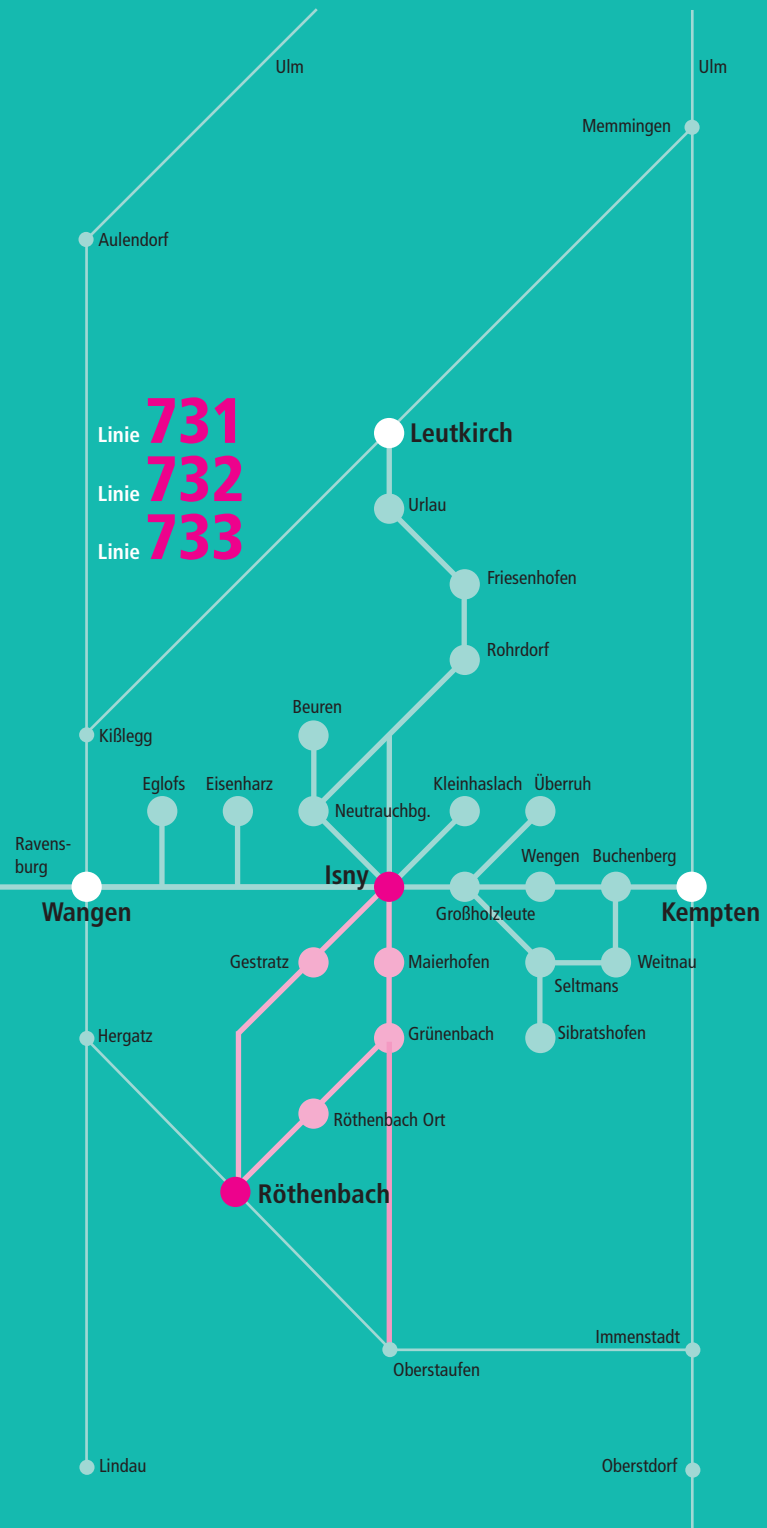 Ulm
Ulm
Memmingen
Aulendorf
Linie 731
Linie 732
Linie 733
Leutkirch
Urlau
Friesenhofen
Rohrdorf
Beuren
Kißlegg
Eglofs
Eisenharz
Neutrauchbg.
Kleinhaslach
Überruh
Ravens-
burg
Isny
Wengen
Buchenberg
Wangen
Großholzleute
Kempten
Gestratz
Maierhofen
Weitnau
Seltmans
Hergatz
Grünenbach
Sibratshofen
Röthenbach Ort
Röthenbach
Immenstadt
Oberstaufen
Lindau
Oberstdorf